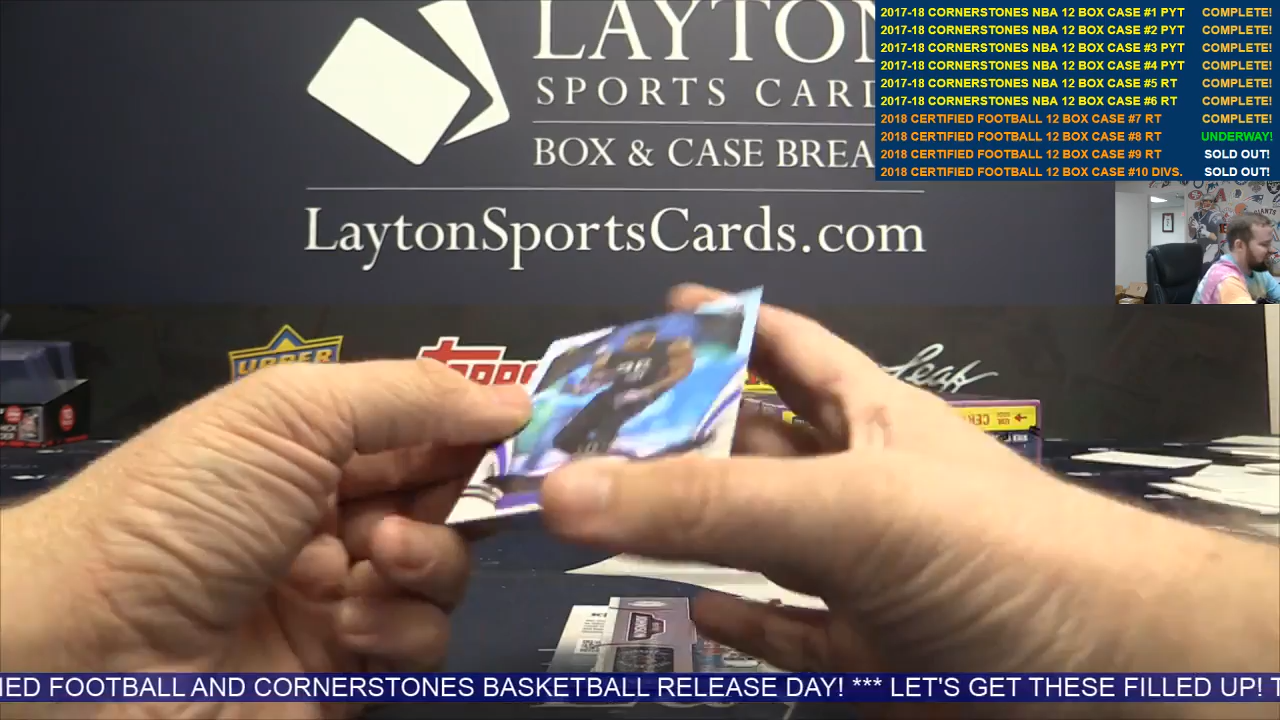 LAYTON
SPORTS CARD
BOX & CASE BREA
LaytonSportsCards.com
2017-18 CORNERSTONES NBA 12 BOX CASE #1 PYT COMPLETE!
2017-18 CORNERSTONES NBA 12 BOX CASE #2 PYT COMPLETE!
2017-18 CORNERSTONES NBA 12 BOX CASE #3 PYT COMPLETE!
2017-18 CORNERSTONES NBA 12 BOX CASE #4 PYT COMPLETE!
2017-18 CORNERSTONES NBA 12 BOX CASE #5 RT COMPLETE!
2017-18 CORNERSTONES NBA 12 BOX CASE #6 RT COMPLETE!
2018 CERTIFIED FOOTBALL 12 BOX CASE #7 RT COMPLETE!
2018 CERTIFIED FOOTBALL 12 BOX CASE #8 RT UNDERWAY!
2018 CERTIFIED FOOTBALL 12 BOX CASE #9 RT SOLD OUT!
2018 CERTIFIED FOOTBALL 12 BOX CASE #10 DIVS. SOLD OUT!
UPPER
TOPP
Leaf
IED FOOTBALL AND CORNERSTONES BASKETBALL RELEASE DAY! *** LET'S GET THESE FILLED UP! T